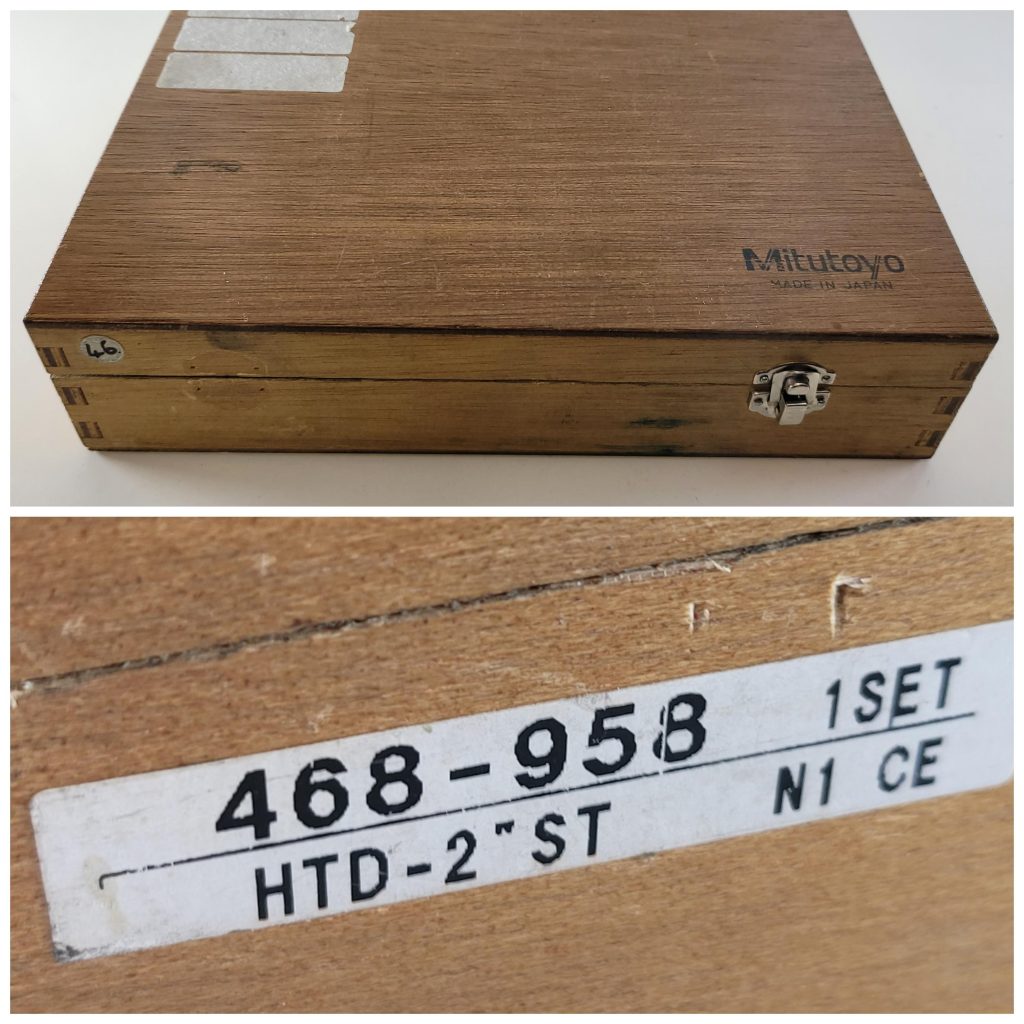 Mitutoyo
MADE IN JAPAN
46.
468-958 1SET
HTD-2"ST N1 CE